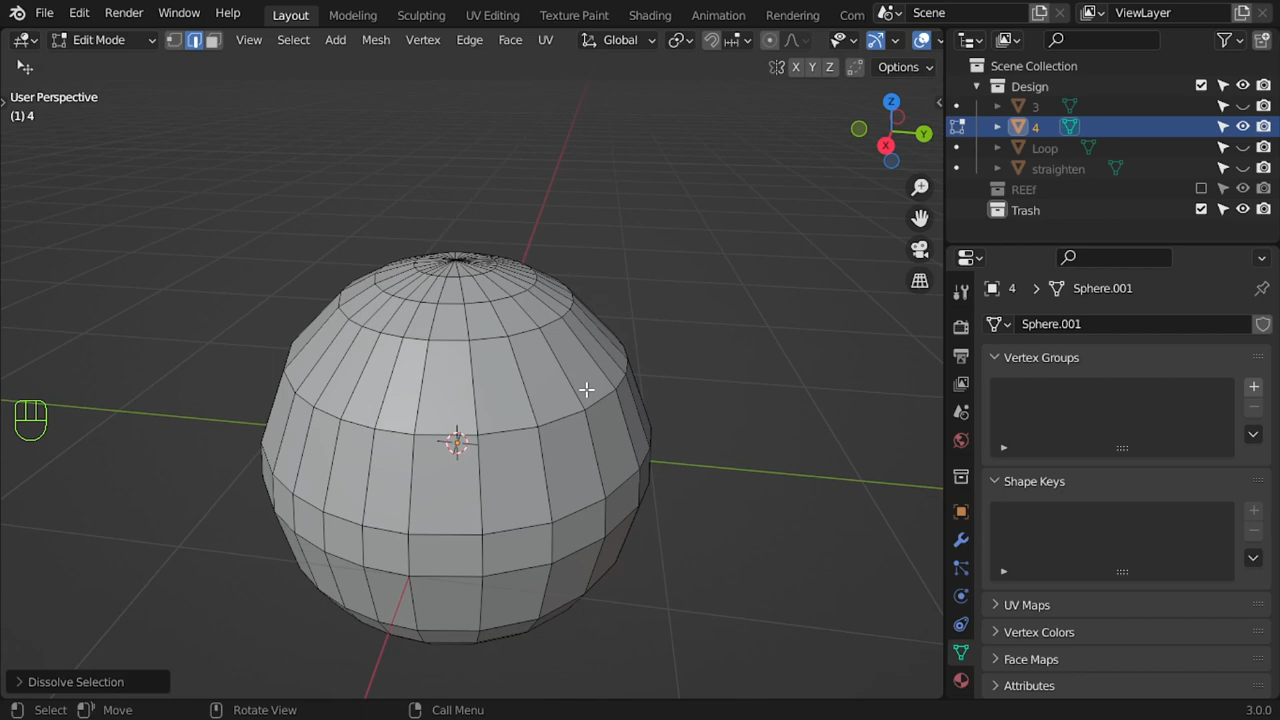 File Edit Render Window Help Layout Modeling Sculpting UV Editing Texture Paint Shading Animation Rendering Com Scene ViewLayer
Edit Mode View Select Add Mesh Vertex Edge Face UV Global
X Y Z Options
User Perspective
(1) 4
Z
Y
X
Scene Collection
Design
3
4
Loop
straighten
REEf
Trash
4 Sphere.001
Sphere.001
Vertex Groups
Shape Keys
UV Maps
Vertex Colors
Face Maps
Attributes
Dissolve Selection
Select Move Rotate View Call Menu 3.0.0